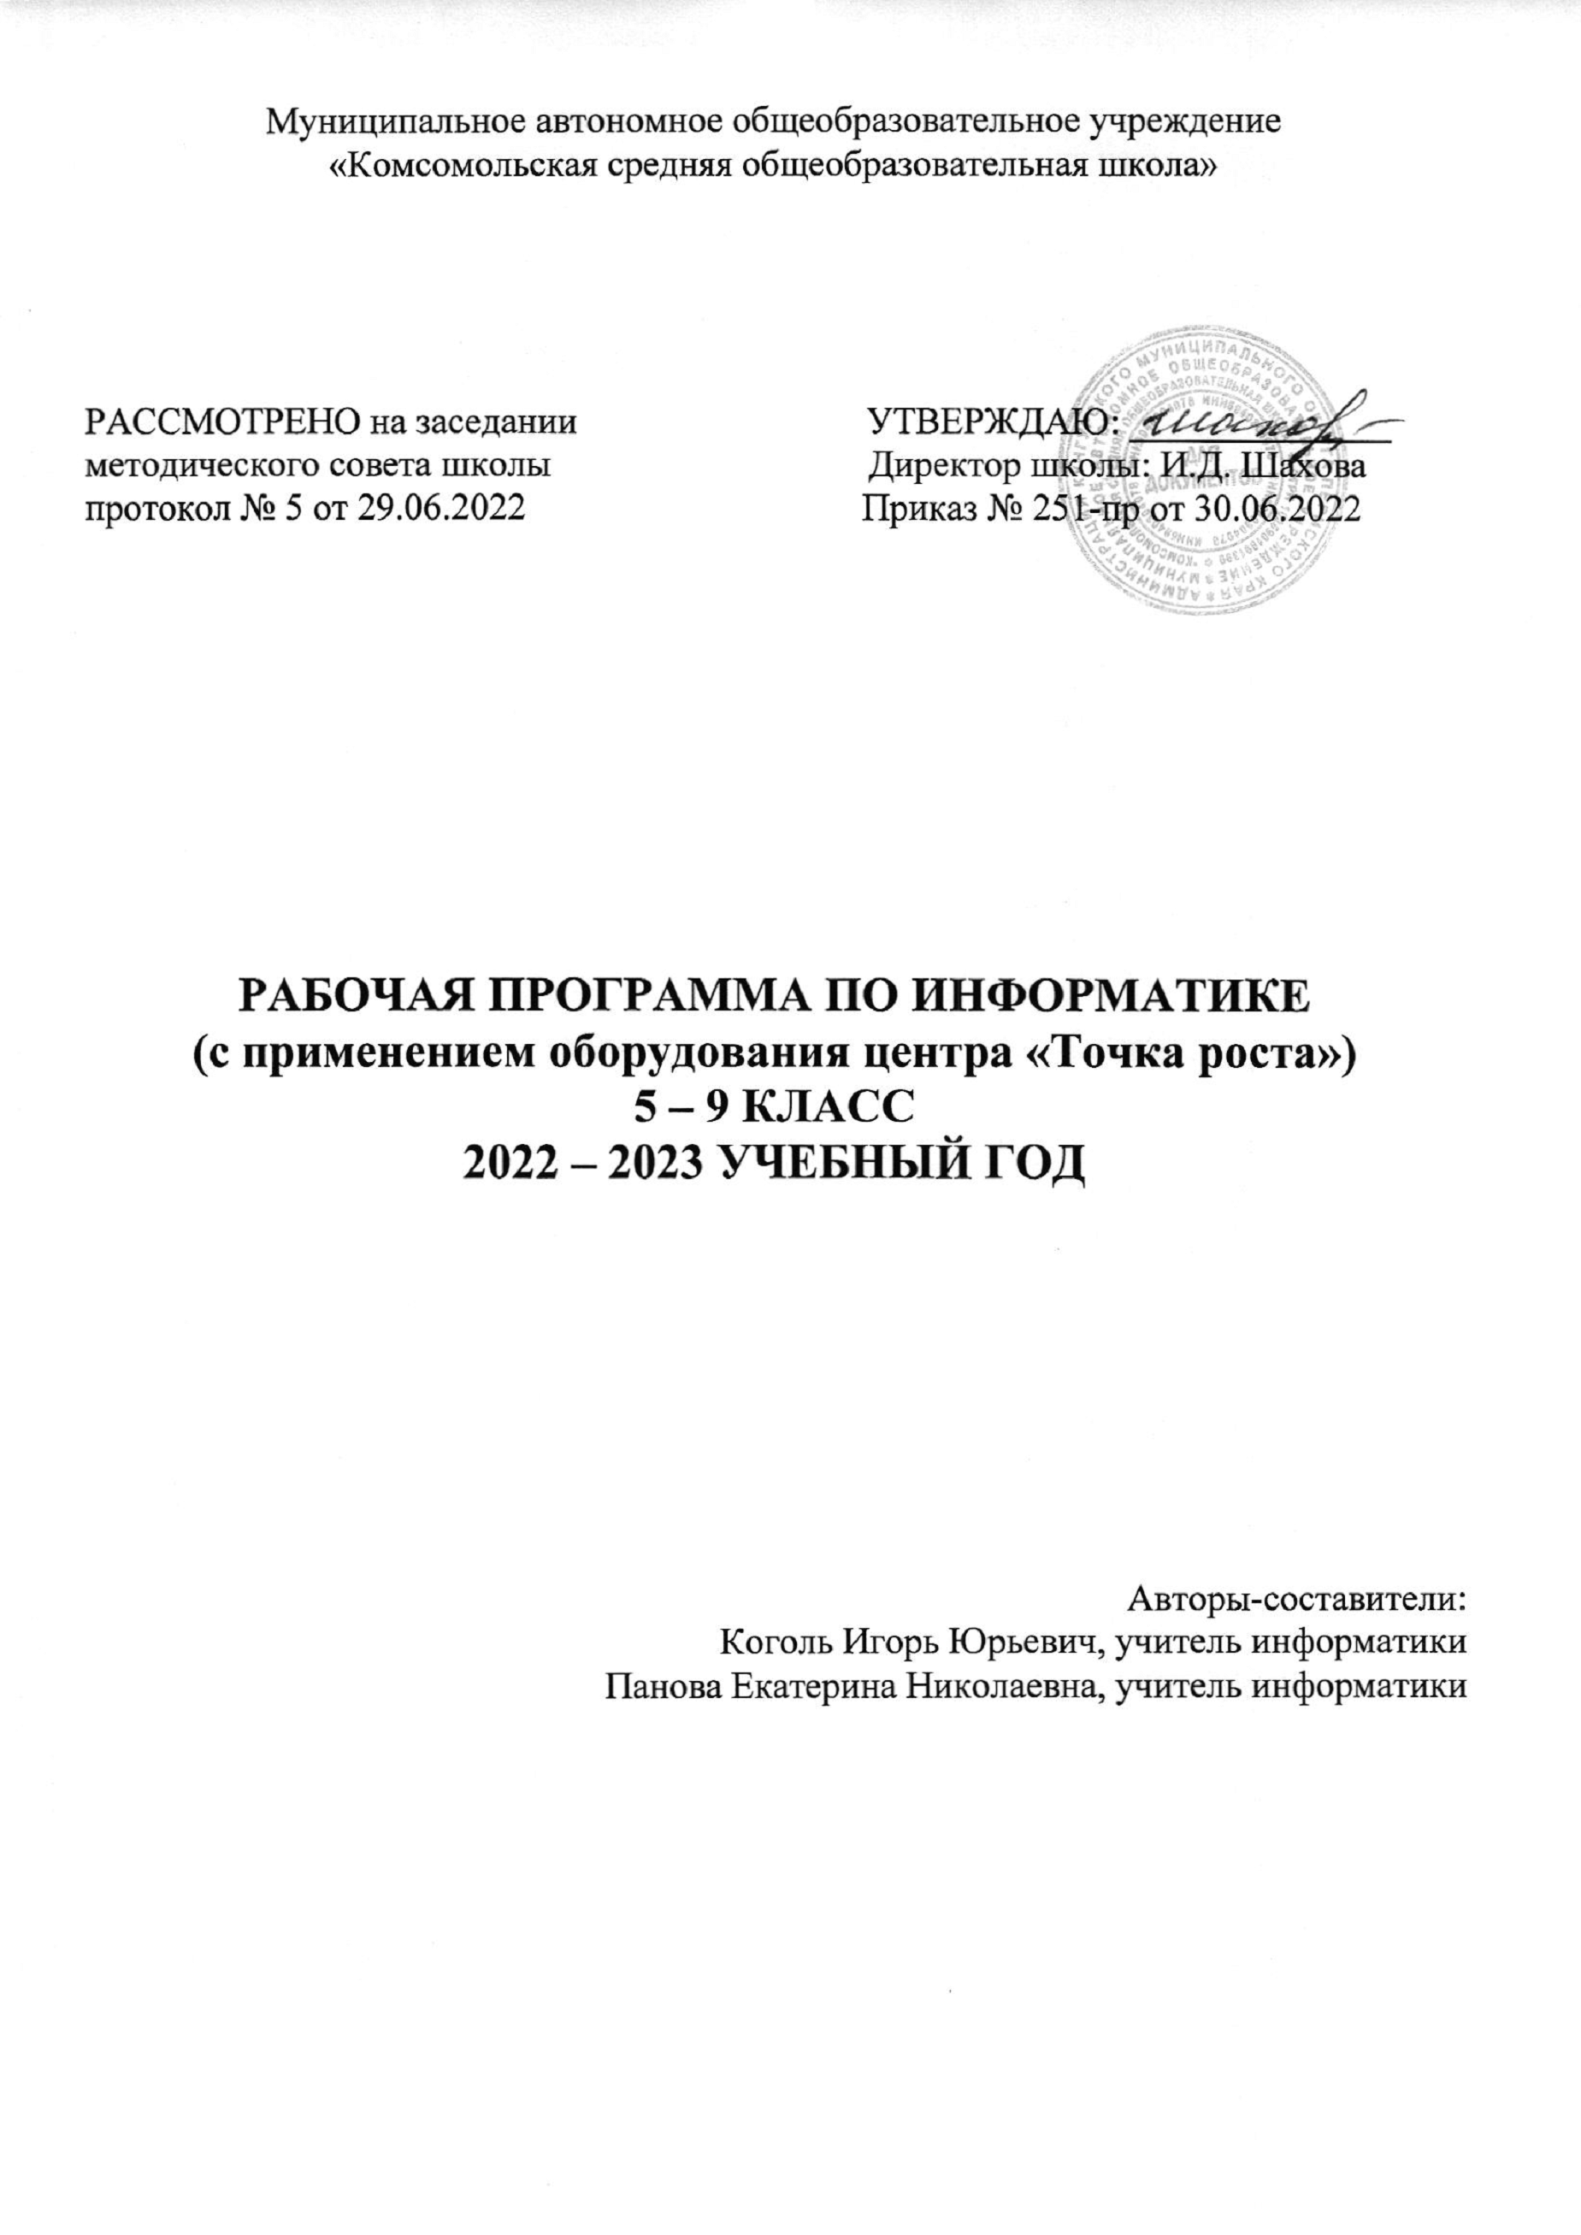 Муниципальное автономное общеобразовательное учреждение
«Комсомольская средняя общеобразовательная школа»
РАССМОТРЕНО на заседании
методического совета школы
протокол № 5 от 29.06.2022
УТВЕРЖДАЮ:
Директор школы: И.Д. Шахова
Приказ № 251-пр от 30.06.2022
ДЛЯ
ДОКУМЕНТОВ
РАБОЧАЯ ПРОГРАММА ПО ИНФОРМАТИКЕ
(с применением оборудования центра «Точка роста»)
5 – 9 КЛАСС
2022 – 2023 УЧЕБНЫЙ ГОД
Авторы-составители:
Коголь Игорь Юрьевич, учитель информатики
Панова Екатерина Николаевна, учитель информатики